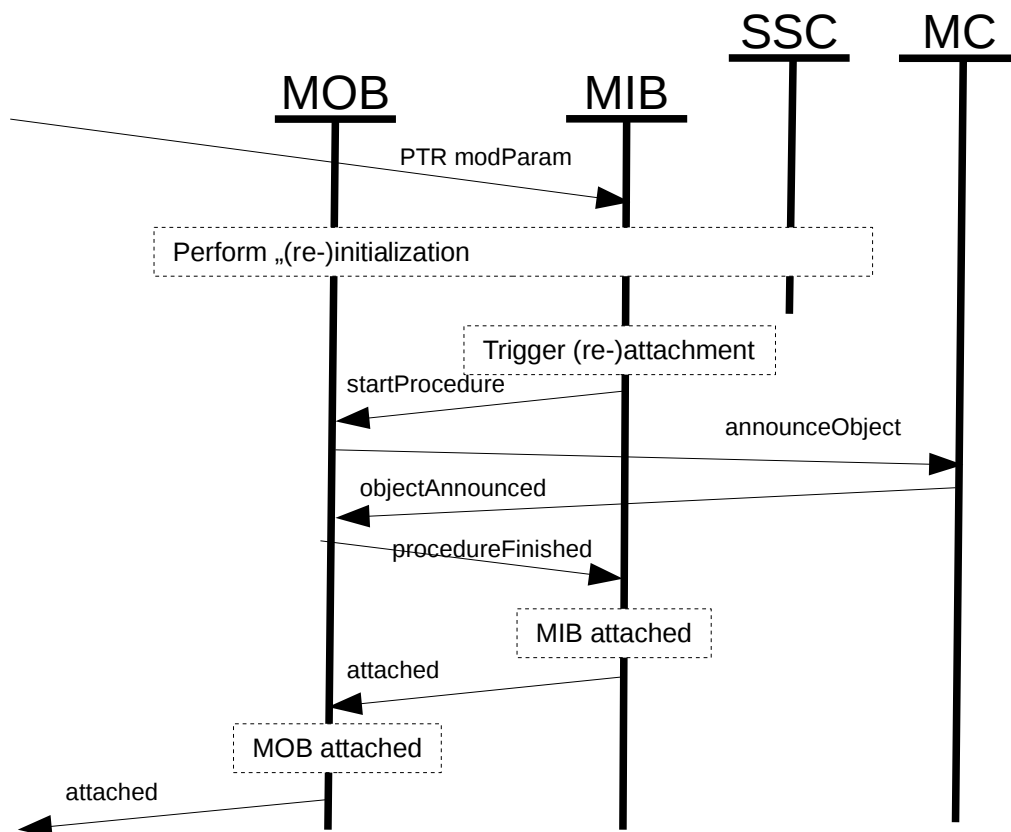 SSC
MC
MOB
MIB
PTR modParam
Perform „(re-)initialization
Trigger (re-)attachment
startProcedure
announceObject
objectAnnounced
procedureFinished
MIB attached
attached
MOB attached
attached